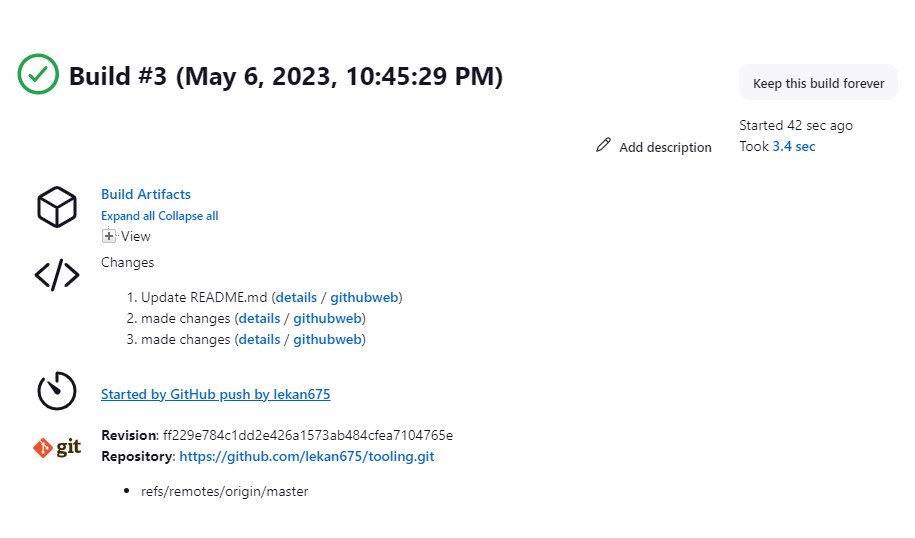 Build #3 (May 6, 2023, 10:45:29 PM)
Keep this build forever
Started 42 sec ago
Took 3.4 sec
Add description
Build Artifacts
Expand all Collapse all
View
Changes
1. Update README.md (details / githubweb)
2. made changes (details / githubweb)
3. made changes (details / githubweb)
Started by GitHub push by lekan675
git
Revision: ff229e784c1dd2e426a1573ab484cfea7104765e
Repository: https://github.com/lekan675/tooling.git
• refs/remotes/origin/master